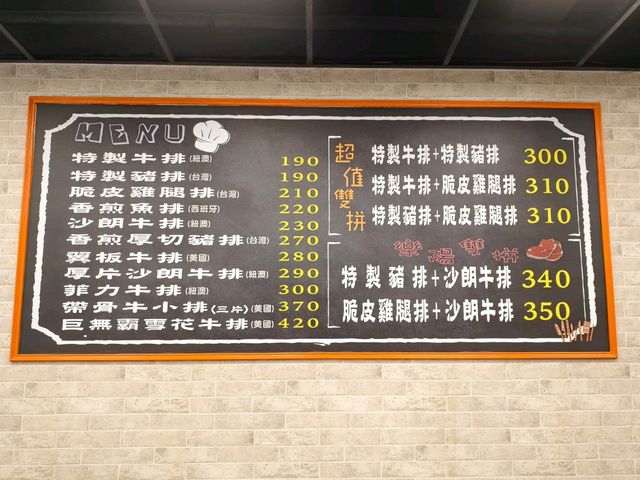 MENU
特製牛排(紐澳) 190
特製豬排(台灣) 190
脆皮雞腿排(台灣) 210
香煎魚排(西班牙) 220
沙朗牛排(紐澳) 230
香煎厚切豬排(台灣) 270
翼板牛排(美國) 280
厚片沙朗牛排(紐澳) 290
菲力牛排(紐澳) 300
帶骨牛小排(三片)(美國) 370
巨無霸雪花牛排(美國) 420
超值雙拼
特製牛排+特製豬排 300
特製牛排+脆皮雞腿排 310
特製豬排+脆皮雞腿排 310
樂陽雙拼
特製豬排+沙朗牛排 340
脆皮雞腿排+沙朗牛排 350